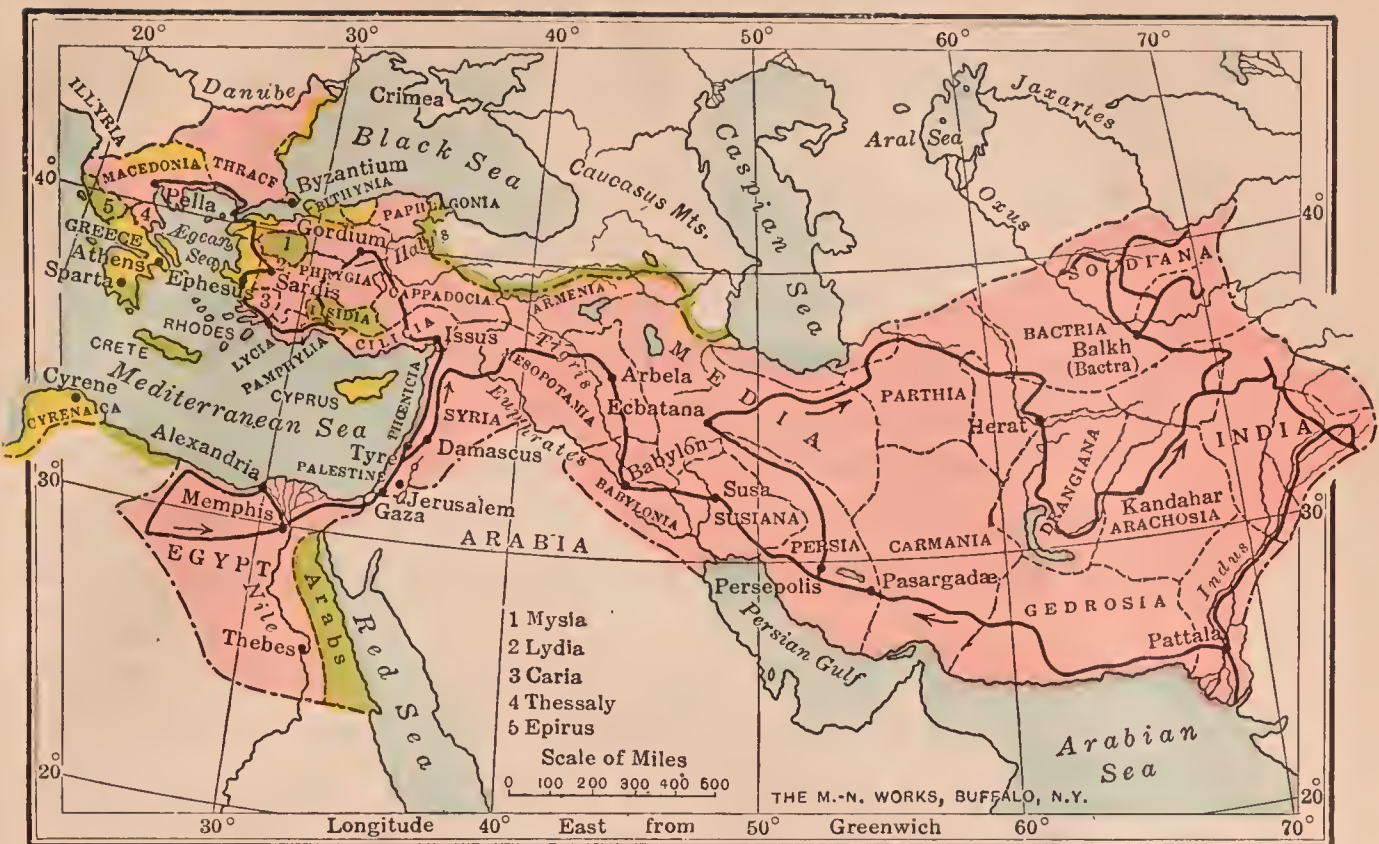 20° 30° 40° 50° 60° 70°
ILLYRIA
Danube
Crimea
Black Sea
Caucasus Mts.
Caspian Sea
Aral Sea
Jaxartes
Oxus
40°
40°
MACEDONIA
THRACE
Pella
Byzantium
BITHYNIA
PAPHLAGONIA
5
4
GREECE
Ægean
Sea
Athens
Sparta
Ephesus
1
Gordium
Halys
PHRYGIA
Sardis
3
PISIDIA
CAPPADOCIA
ARMENIA
SOGDIANA
BACTRIA
Balkh
(Bactra)
RHODES
CRETE
LYCIA
PAMPHYLIA
CILICIA
Issus
Tigris
MESOPOTAMIA
MEDIA
Arbela
Ecbatana
PARTHIA
Herat
Mediterranean Sea
CYPRUS
PHŒNICIA
SYRIA
Euphrates
Cyrene
CYRENAICA
Alexandria
Tyre
Damascus
PALESTINE
Babylon
Susa
DRANGIANA
INDIA
Kandahar
ARACHOSIA
30
30
Memphis
Jerusalem
Gaza
BABYLONIA
SUSIANA
ARABIA
PERSIA
CARMANIA
EGYPT
Nile
Arabs
Red Sea
Thebes
Persepolis
Pasargadæ
GEDROSIA
Indus
Pattala
Persian Gulf
Arabian
Sea
1 Mysia
2 Lydia
3 Caria
4 Thessaly
5 Epirus
Scale of Miles
0 100 200 300 400 500
20
20
THE M.-N. WORKS, BUFFALO, N.Y.
30° Longitude 40° East from 50° Greenwich 60° 70°